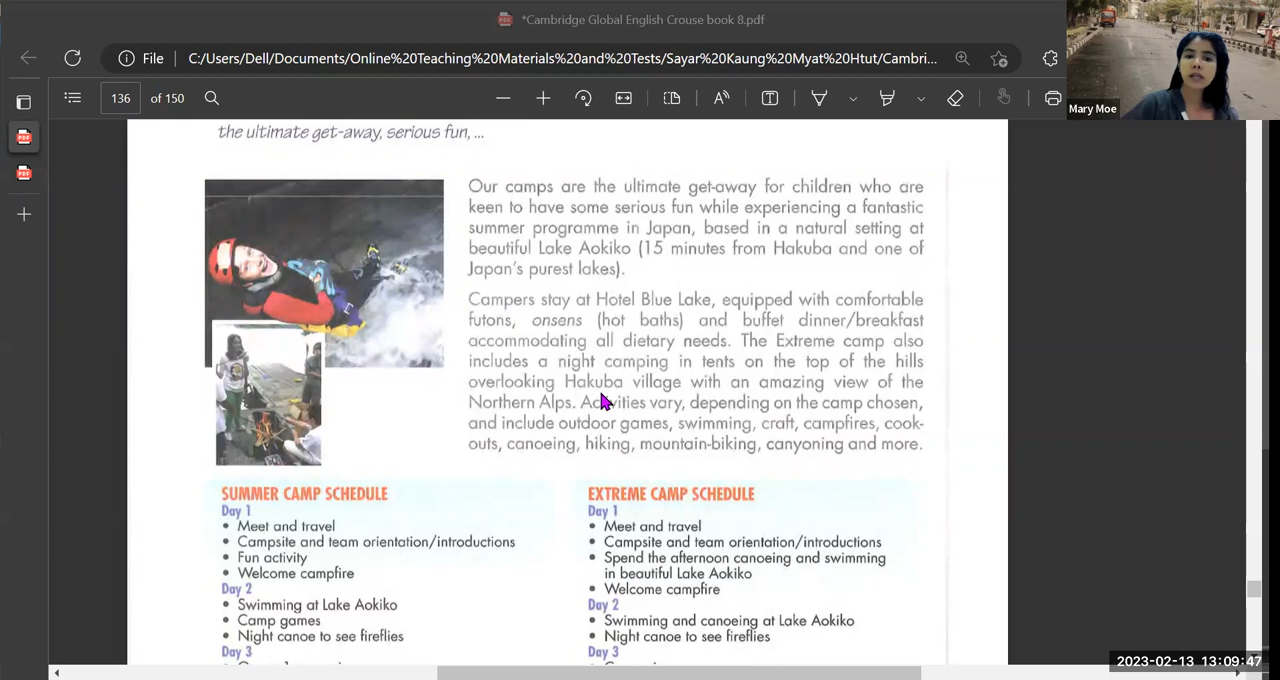 *Cambridge Global English Crouse book 8.pdf
File
C:/Users/Dell/Documents/Online%20Teaching%20Materials%20and%20Tests/Sayar%20Kaung%20Myat%20Htut/Cambri...
136 of 150
Mary Moe
the ultimate get-away, serious fun, ...
Our camps are the ultimate get-away for children who are
keen to have some serious fun while experiencing a fantastic
summer programme in Japan, based in a natural setting at
beautiful Lake Aokiko (15 minutes from Hakuba and one of
Japan's purest lakes).
Campers stay at Hotel Blue Lake, equipped with comfortable
futons, onsens (hot baths) and buffet dinner/breakfast
accommodating all dietary needs. The Extreme camp also
includes a night camping in tents on the top of the hills
overlooking Hakuba village with an amazing view of the
Northern Alps. Activities vary, depending on the camp chosen,
and include outdoor games, swimming, craft, campfires, cook-
outs, canoeing, hiking, mountain-biking, canyoning and more.
SUMMER CAMP SCHEDULE
Day 1
• Meet and travel
• Campsite and team orientation/introductions
• Fun activity
• Welcome campfire
Day 2
• Swimming at Lake Aokiko
• Camp games
• Night canoe to see fireflies
Day 3
EXTREME CAMP SCHEDULE
Day 1
• Meet and travel
• Campsite and team orientation/introductions
• Spend the afternoon canoeing and swimming
in beautiful Lake Aokiko
• Welcome campfire
Day 2
• Swimming and canoeing at Lake Aokiko
• Night canoe to see fireflies
Day 3
2023-02-13 13:09:47